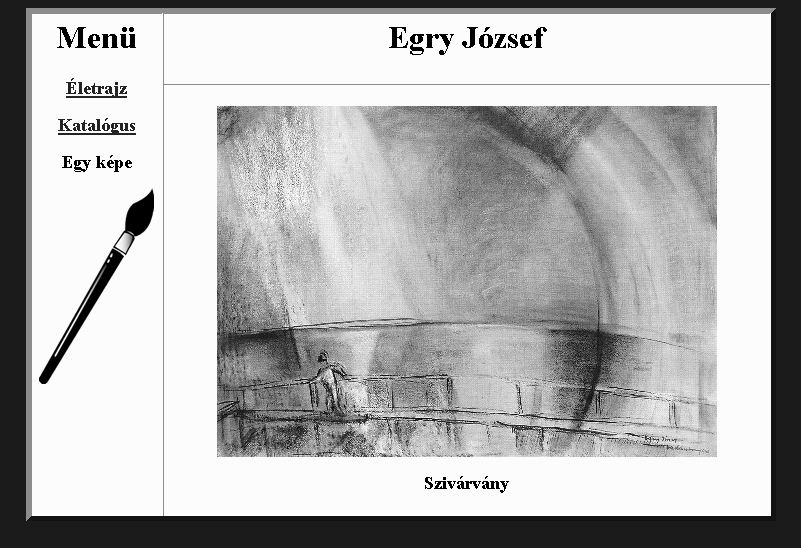 Menü
Életrajz
Katalógus
Egy képe
Egry József
Szivárvány